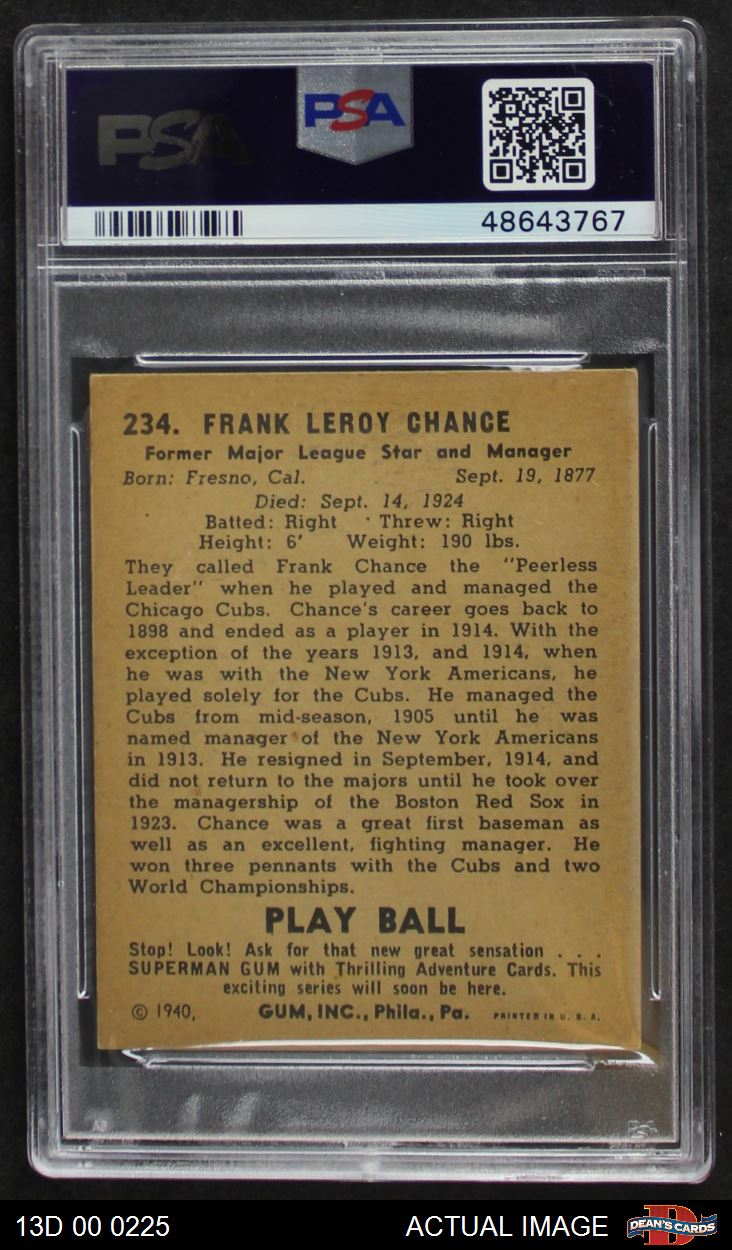 PSA
PSA
48643767
234. FRANK LEROY CHANCE
Former Major League Star and Manager
Born: Fresno, Cal. Sept. 19, 1877
Died: Sept. 14, 1924
Batted: Right Threw: Right
Height: 6' Weight: 190 lbs.
They called Frank Chance the "Peerless
Leader" when he played and managed the
Chicago Cubs. Chance's career goes back to
1898 and ended as a player in 1914. With the
exception of the years 1913, and 1914, when
he was with the New York Americans, he
played solely for the Cubs. He managed the
Cubs from mid-season, 1905 until he was
named manager of the New York Americans
in 1913. He resigned in September, 1914, and
did not return to the majors until he took over
the managership of the Boston Red Sox in
1923. Chance was a great first baseman as
well as an excellent, fighting manager. He
won three pennants with the Cubs and two
World Championships.
PLAY BALL
Stop! Look! Ask for that new great sensation . . .
SUPERMAN GUM with Thrilling Adventure Cards. This
exciting series will soon be here.
© 1940, GUM, INC., Phila., Pa. PRINTED IN U. S. A.
AB PSA
13D 00 0225 ACTUAL IMAGE DEAN'S CARDS